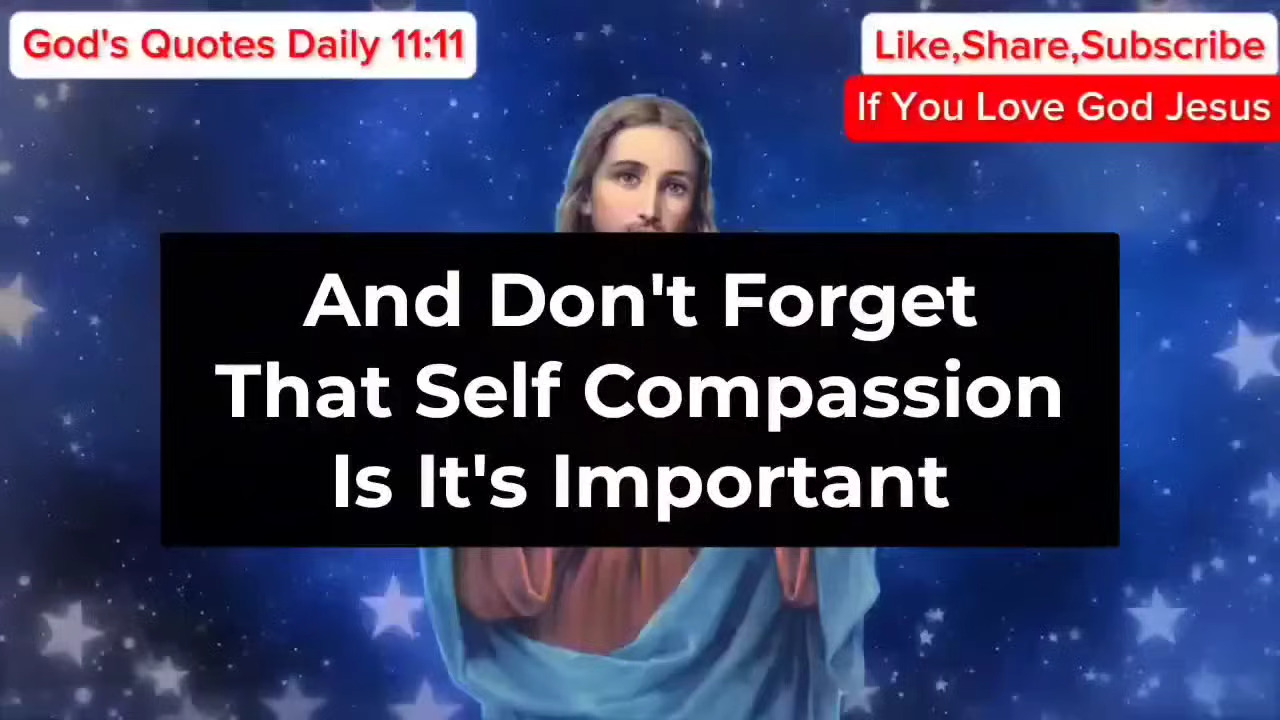 God's Quotes Daily 11:11
Like,Share,Subscribe
If You Love God Jesus
And Don't Forget
That Self Compassion
Is It's Important